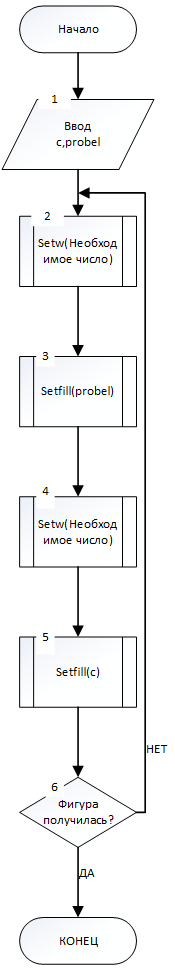 Начало
1
Ввод
c,probel
2
Setw(Необход
имое число)
3
Setfill(probel)
4
Setw(Необход
имое число)
5
Setfill(c)
6
Фигура
получилась?
НЕТ
ДА
КОНЕЦ